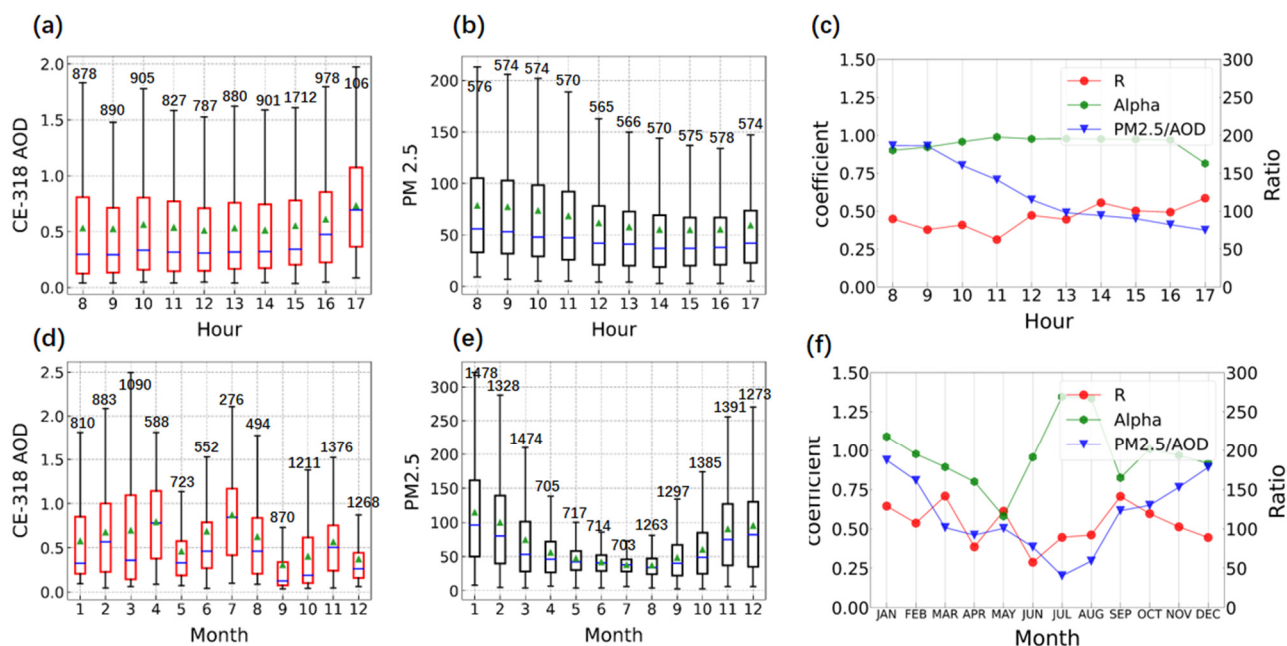 (a)
CE-318 AOD
2.0
1.5
1.0
0.5
0.0
878
890
905
827
787
880
901
1712
978
106
8 9 10 11 12 13 14 15 16 17
Hour
(b)
PM 2.5
200
150
100
50
0
576
574
574
570
565
566
570
575
578
574
8 9 10 11 12 13 14 15 16 17
Hour
(c)
coefficient
1.50
1.25
1.00
0.75
0.50
0.25
0.00
R
Alpha
PM2.5/AOD
300
250
200
150
100
50
0
Ratio
8 9 10 11 12 13 14 15 16 17
Hour
(d)
CE-318 AOD
2.5
2.0
1.5
1.0
0.5
0.0
810
883
1090
588
723
552
276
494
870
1211
1376
1268
1 2 3 4 5 6 7 8 9 10 11 12
Month
(e)
PM2.5
300
250
200
150
100
50
0
1478
1328
1474
705
717
714
703
1263
1297
1385
1391
1273
1 2 3 4 5 6 7 8 9 10 11 12
Month
(f)
coefficient
1.50
1.25
1.00
0.75
0.50
0.25
0.00
R
Alpha
PM2.5/AOD
300
250
200
150
100
50
0
Ratio
JAN FEB MAR APR MAY JUN JUL AUG SEP OCT NOV DEC
Month